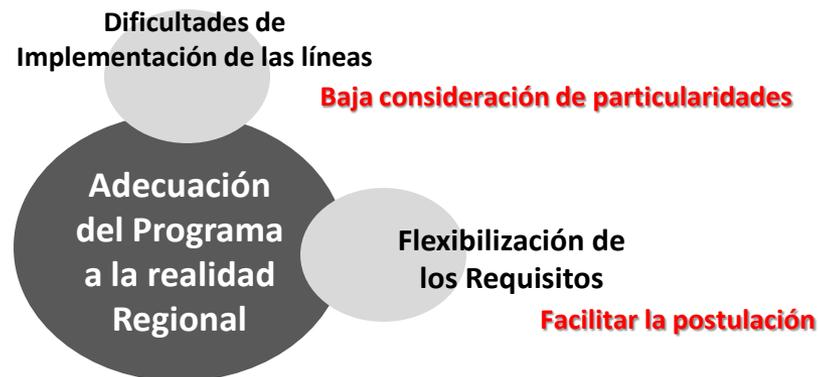 Dificultades de
Implementación de las líneas
Baja consideración de particularidades
Adecuación
del Programa
a la realidad
Regional
Flexibilización de
los Requisitos
Facilitar la postulación